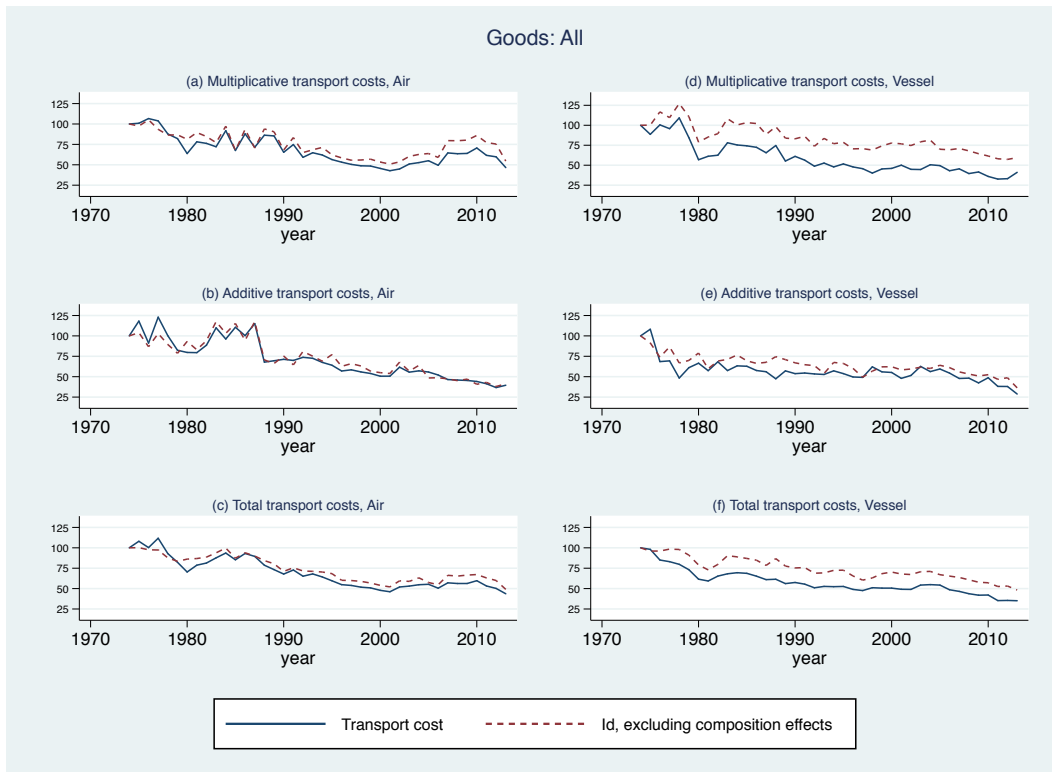 Goods: All
(a) Multiplicative transport costs, Air
125
100
75
50
25
1970 1980 1990 2000 2010
year
(b) Additive transport costs, Air
125
100
75
50
25
1970 1980 1990 2000 2010
year
(c) Total transport costs, Air
125
100
75
50
25
1970 1980 1990 2000 2010
year
(d) Multiplicative transport costs, Vessel
125
100
75
50
25
1970 1980 1990 2000 2010
year
(e) Additive transport costs, Vessel
125
100
75
50
25
1970 1980 1990 2000 2010
year
(f) Total transport costs, Vessel
125
100
75
50
25
1970 1980 1990 2000 2010
year
Transport cost Id, excluding composition effects